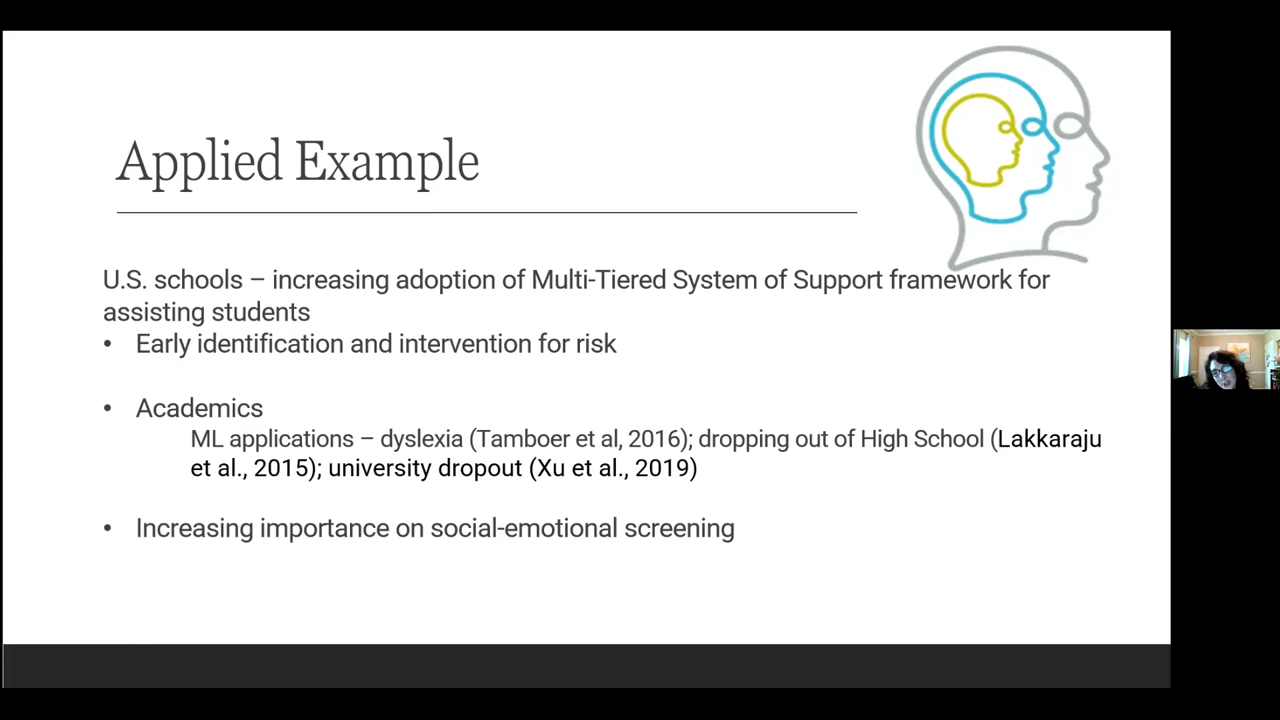 Applied Example
U.S. schools – increasing adoption of Multi-Tiered System of Support framework for
assisting students
• Early identification and intervention for risk
• Academics
ML applications – dyslexia (Tamboer et al, 2016); dropping out of High School (Lakkaraju
et al., 2015); university dropout (Xu et al., 2019)
• Increasing importance on social-emotional screening